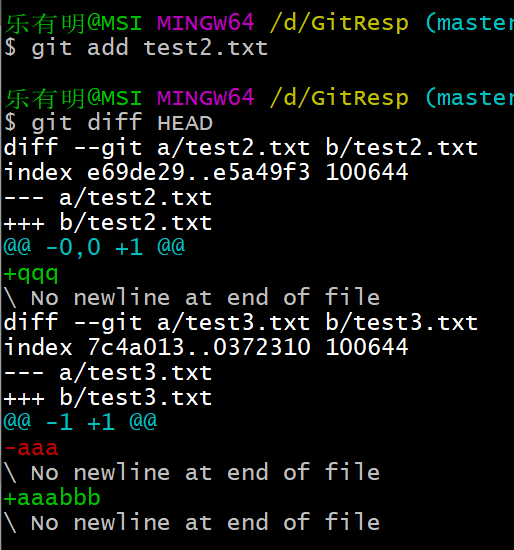 乐有明@MSI MINGW64 /d/GitResp (master
$ git add test2.txt
乐有明@MSI MINGW64 /d/GitResp (master
$ git diff HEAD
diff --git a/test2.txt b/test2.txt
index e69de29..e5a49f3 100644
--- a/test2.txt
+++ b/test2.txt
@@ -0,0 +1 @@
+qqq
\ No newline at end of file
diff --git a/test3.txt b/test3.txt
index 7c4a013..0372310 100644
--- a/test3.txt
+++ b/test3.txt
@@ -1 +1 @@
-aaa
\ No newline at end of file
+aaabbb
\ No newline at end of file